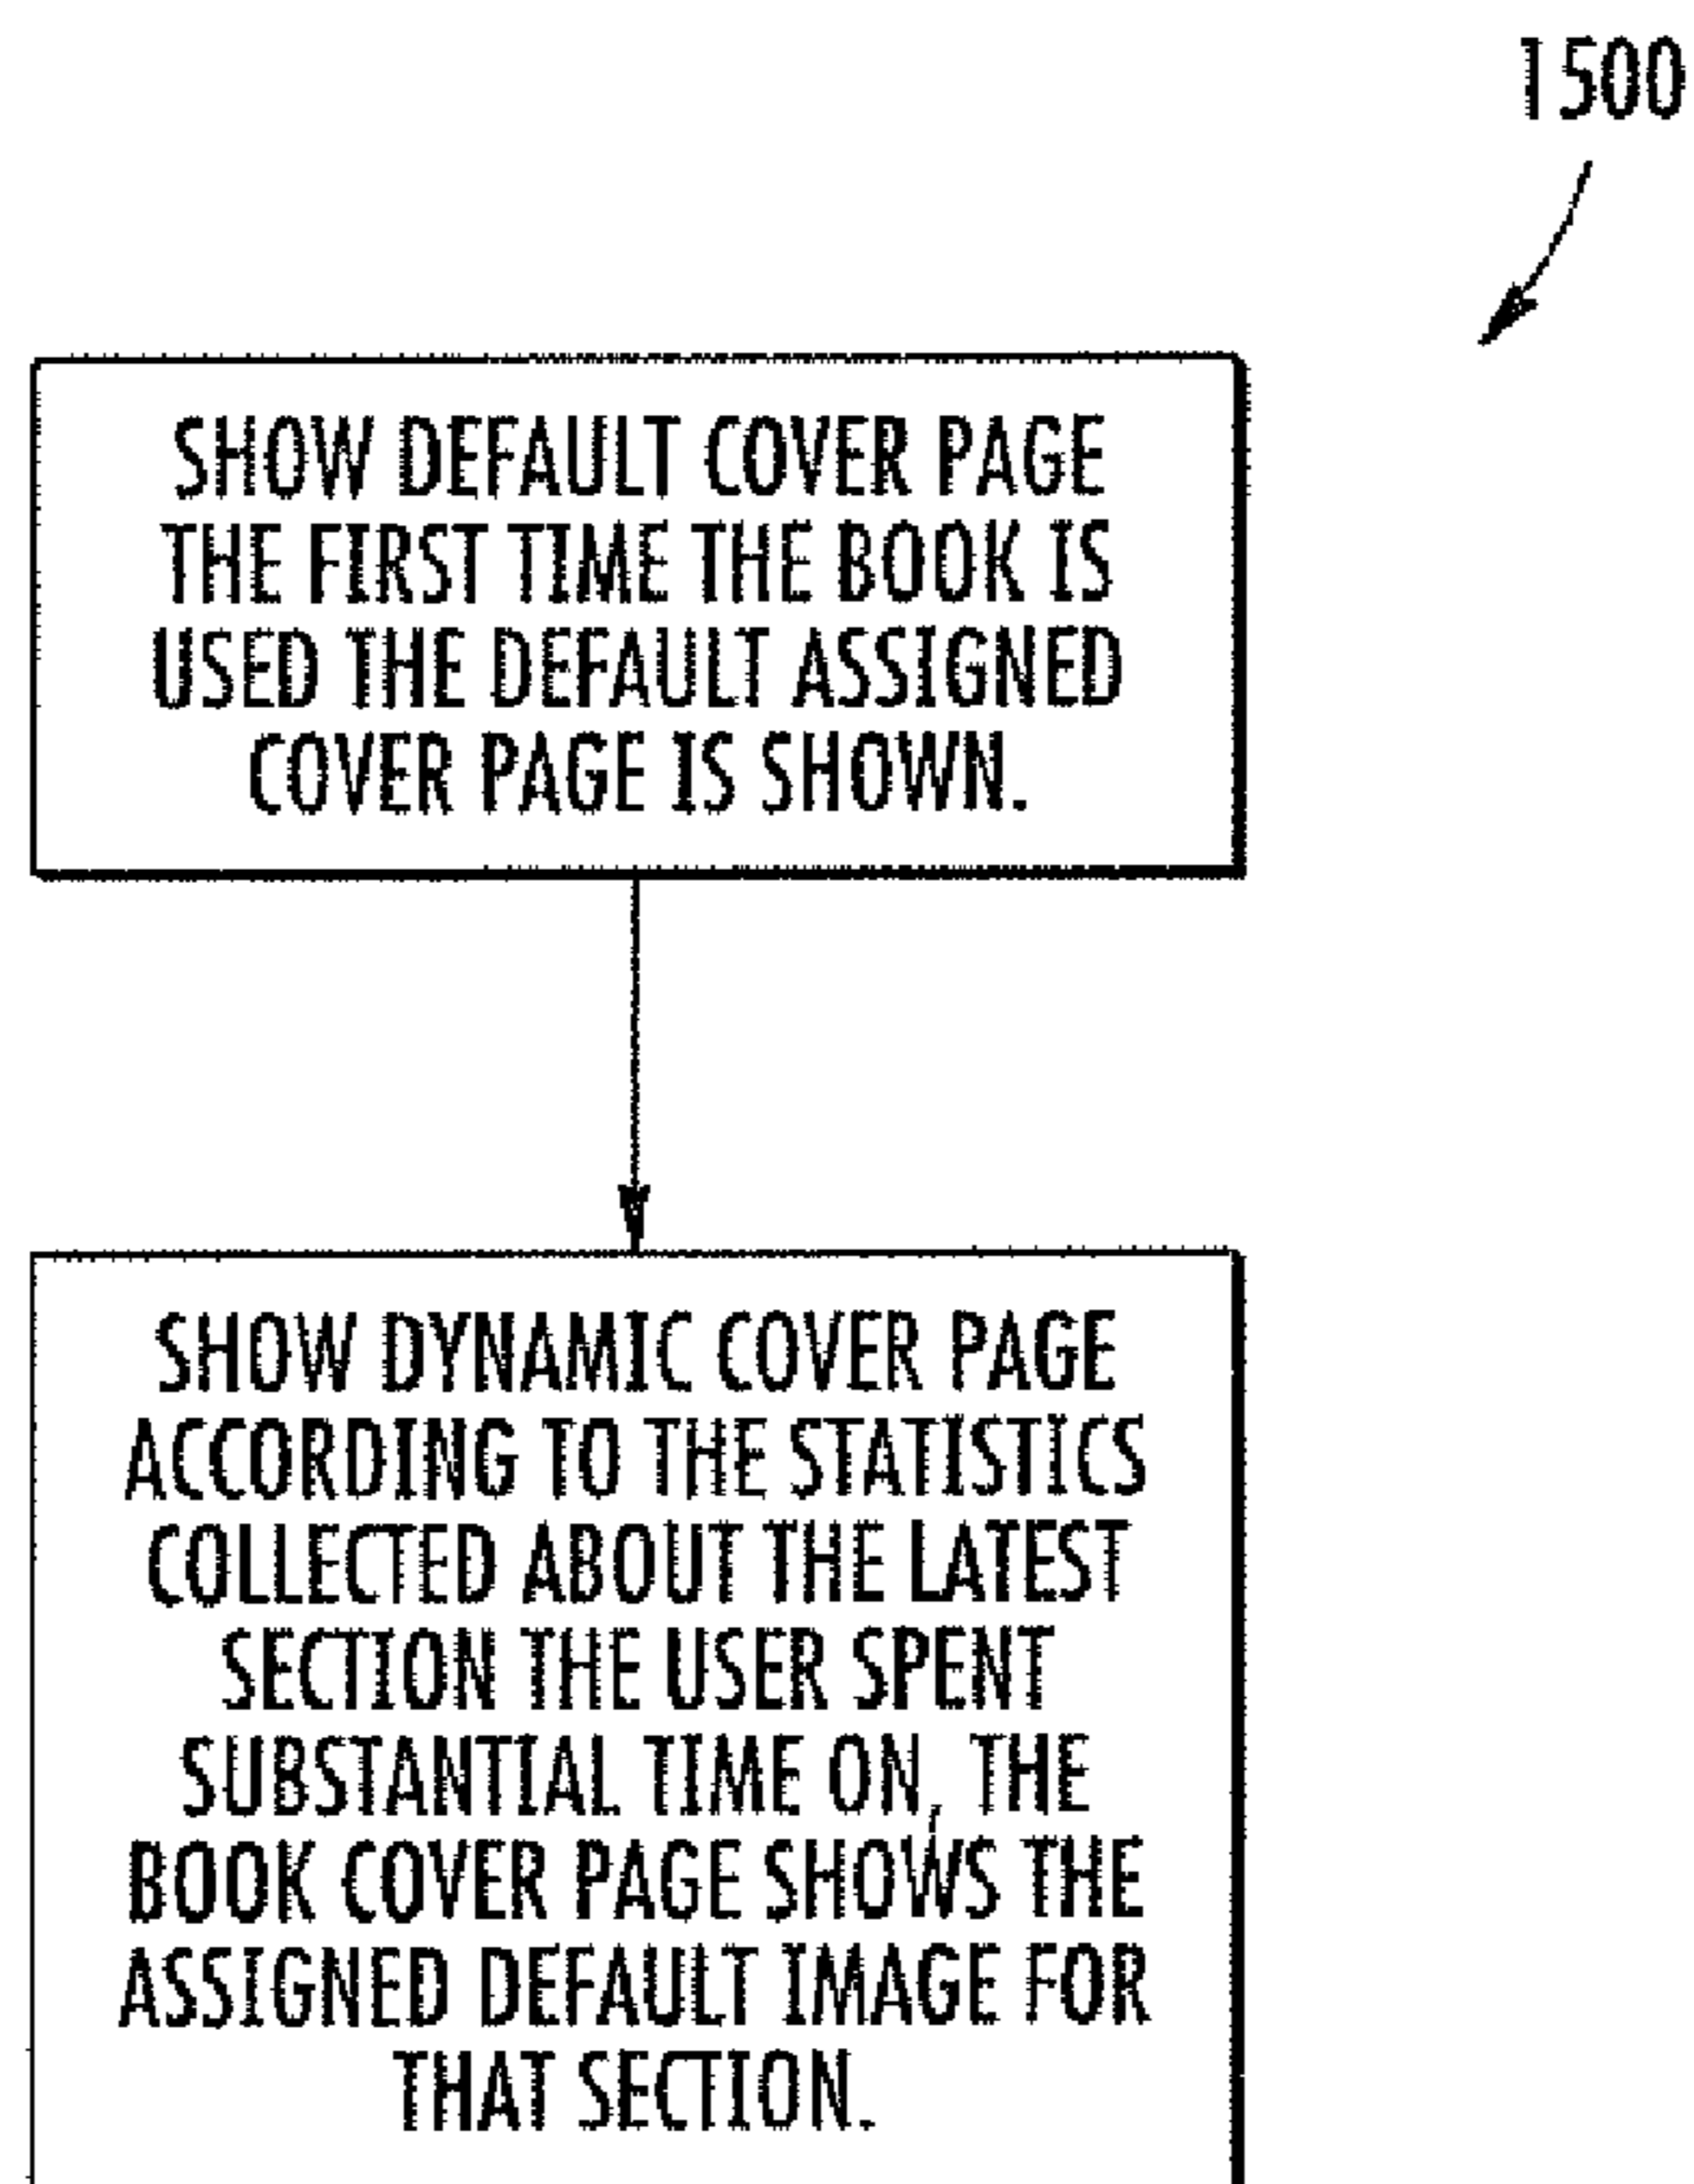 1500
SHOW DEFAULT COVER PAGE
THE FIRST TIME THE BOOK IS
USED THE DEFAULT ASSIGNED
COVER PAGE IS SHOWN.
SHOW DYNAMIC COVER PAGE
ACCORDING TO THE STATISTICS
COLLECTED ABOUT THE LATEST
SECTION THE USER SPENT
SUBSTANTIAL TIME ON, THE
BOOK COVER PAGE SHOWS THE
ASSIGNED DEFAULT IMAGE FOR
THAT SECTION.